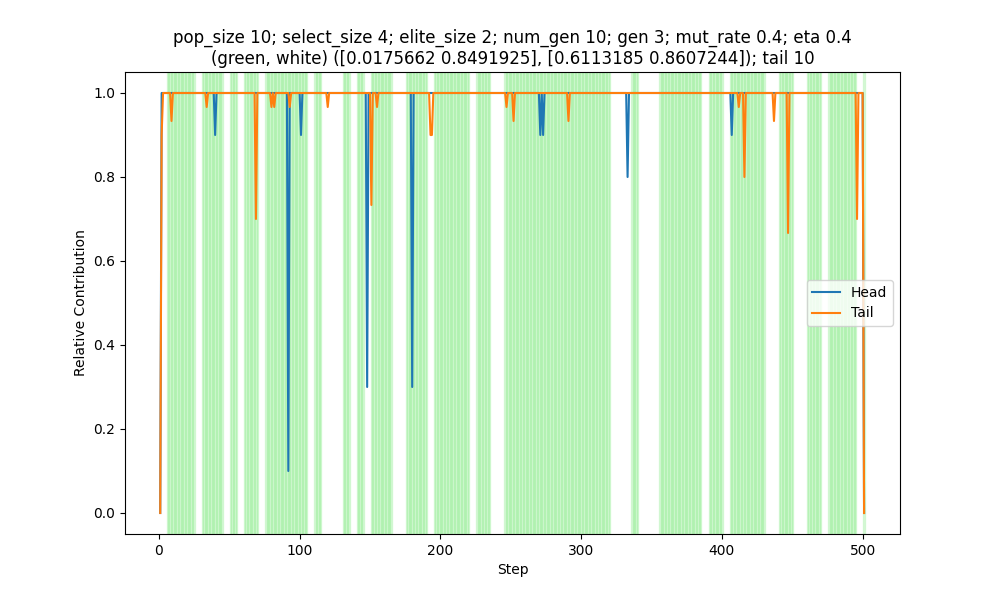 pop_size 10; select_size 4; elite_size 2; num_gen 10; gen 3; mut_rate 0.4; eta 0.4
(green, white) ([0.0175662 0.8491925], [0.6113185 0.8607244]); tail 10
1.0
0.8
0.6
0.4
0.2
0.0
Relative Contribution
Head
Tail
0 100 200 300 400 500
Step